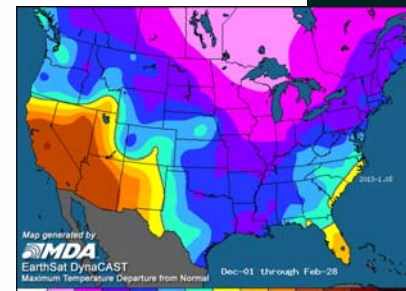 Map generated by
MDA
EarthSat DynaCAST
Maximum Temperature Departure from Normal
Dec-01 through Feb-28